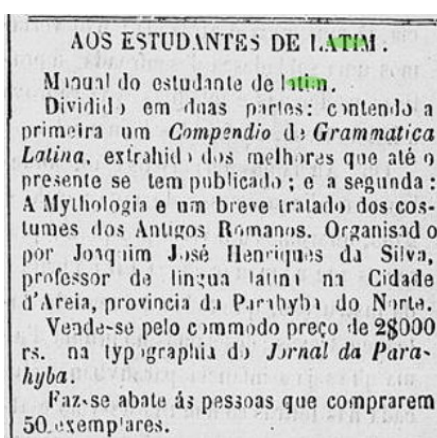 AOS ESTUDANTES DE LATIM.
Manual do estudante de latim.
Dividido em duas partes: contendo a
primeira um Compendio de Grammatica
Latina, extrahido dos melhores que até o
presente se tem publicado; e a segunda:
A Mythologia e um breve tratado dos cos-
tumes dos Antigos Romanos. Organisado
por Joaquim José Henriques da Silva,
professor de lingua latina na Cidade
d'Areia, provincia da Parahyba do Norte.
Vende-se pelo commodo preço de 2$000
rs. na typographia do Jornal da Para-
hyba.
Faz-se abate ás pessoas que comprarem
50 exemplares.